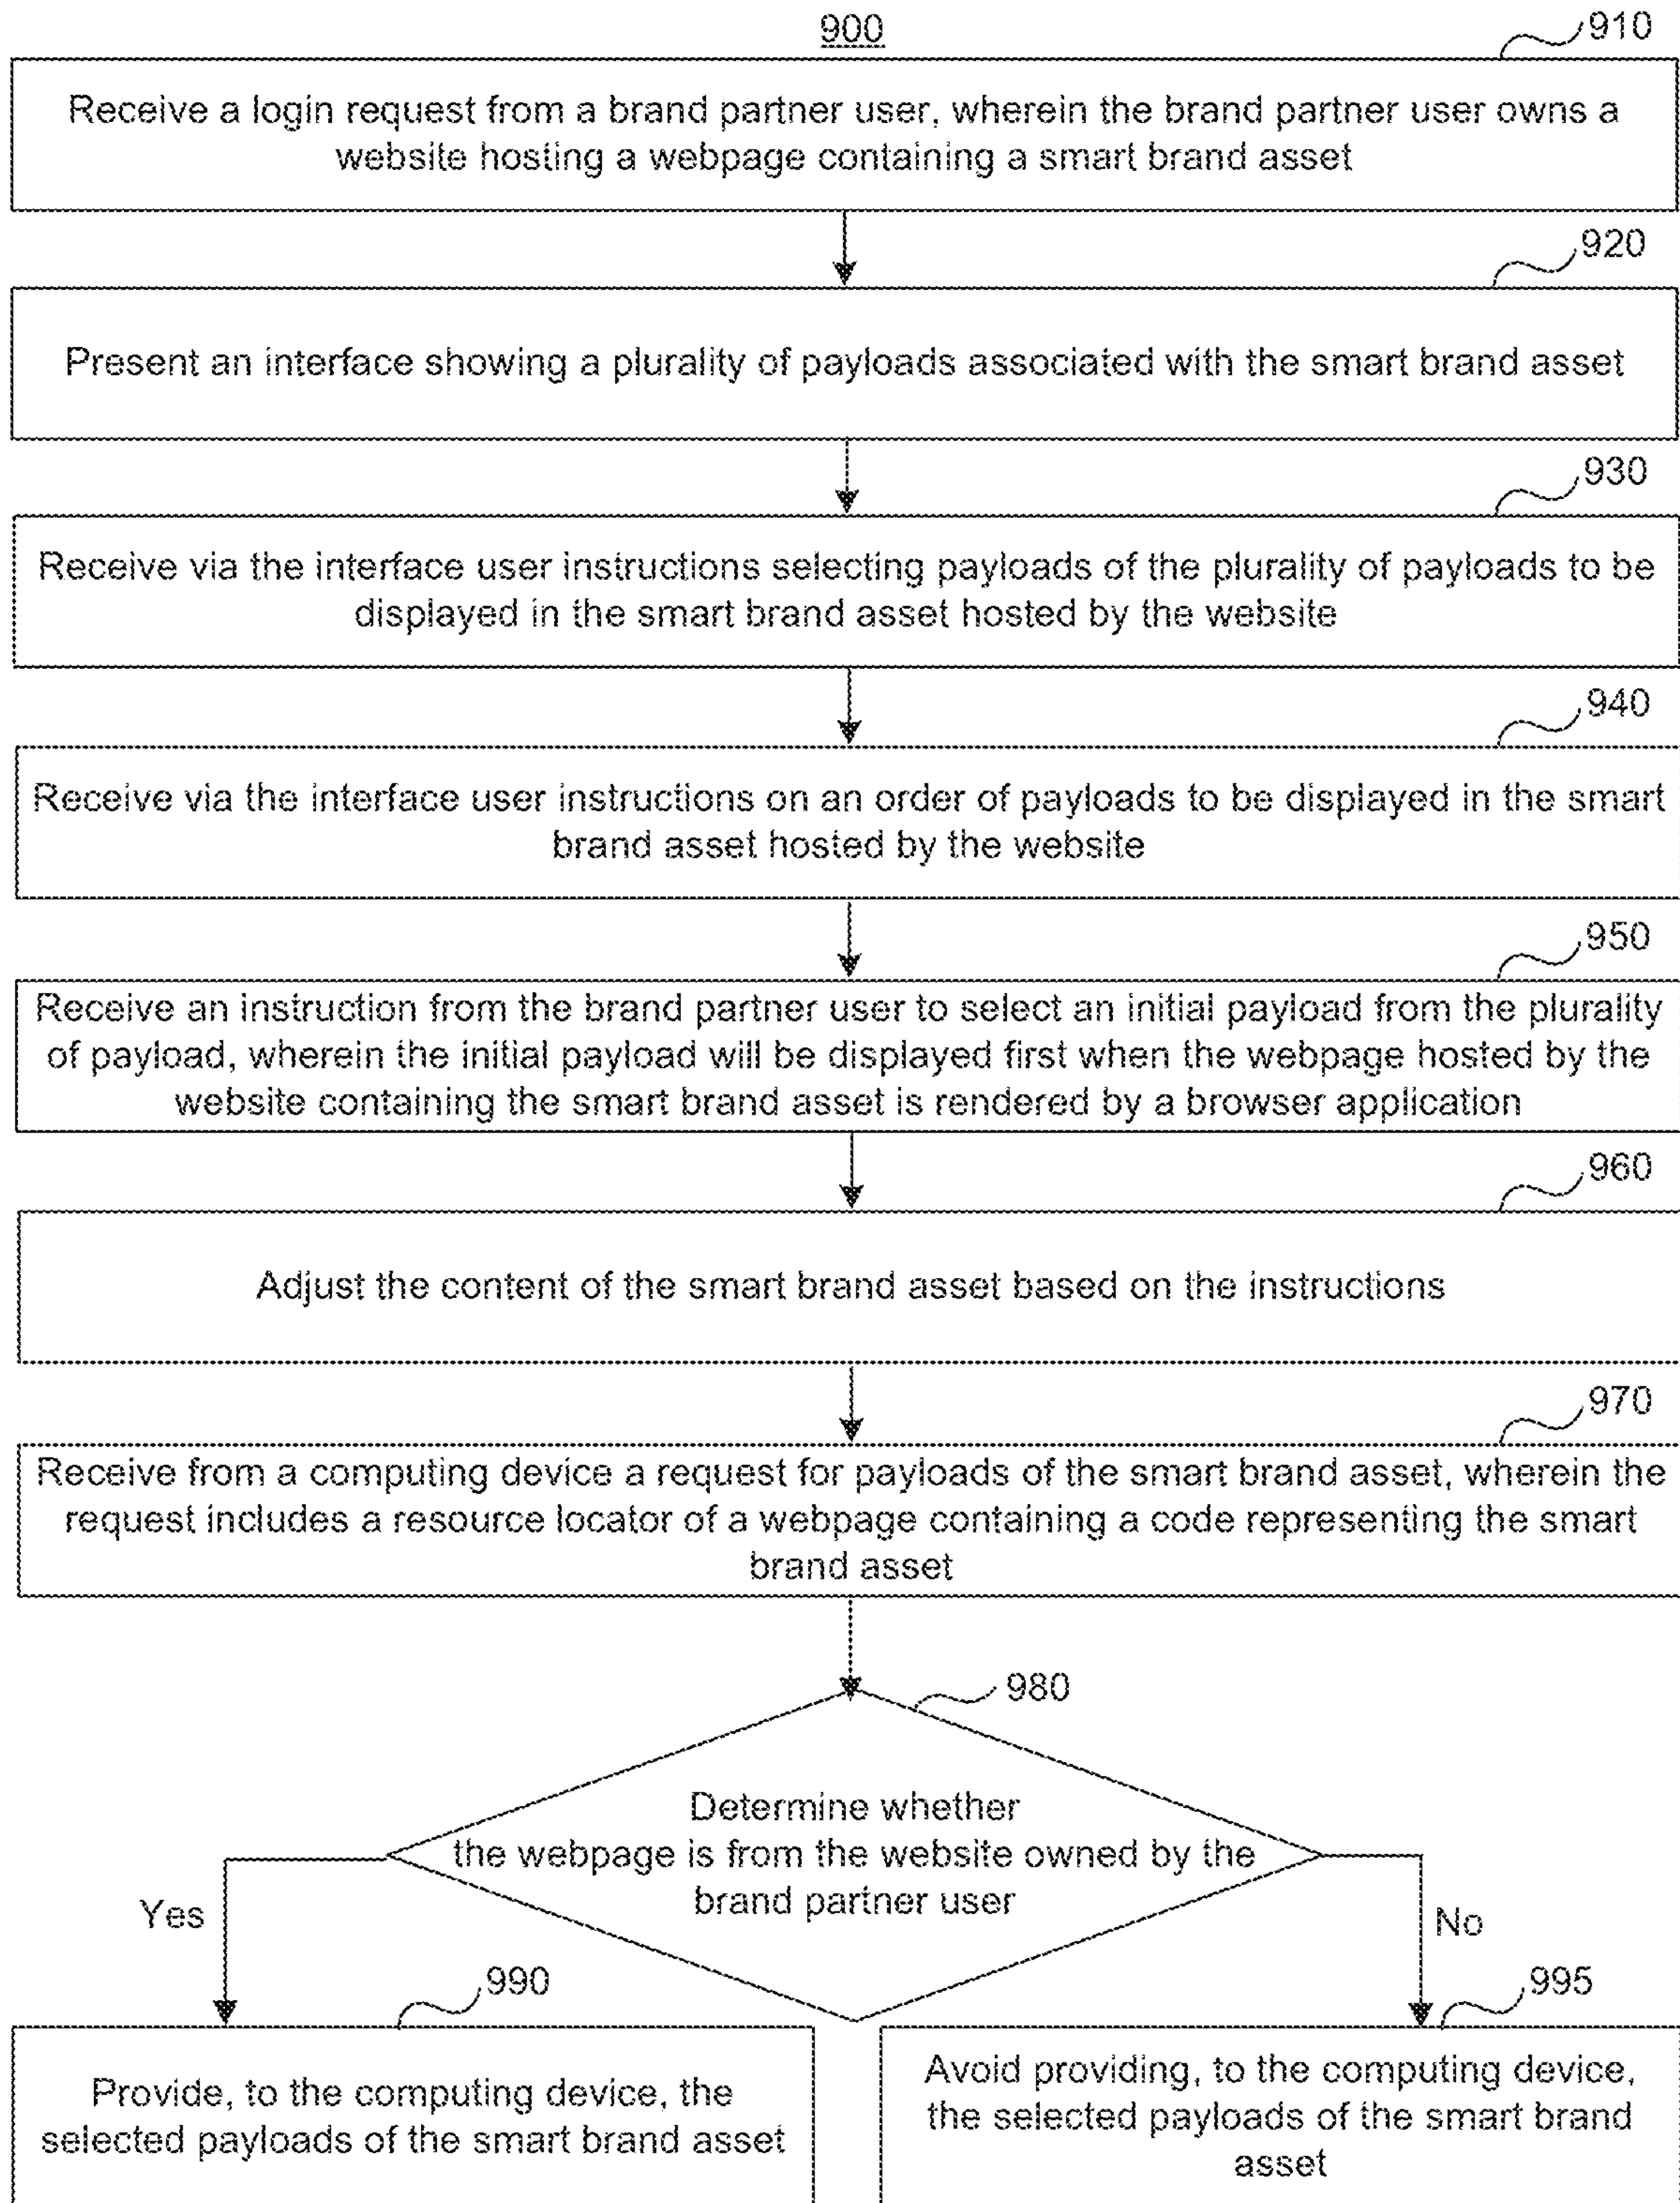 900
910
Receive a login request from a brand partner user, wherein the brand partner user owns a
website hosting a webpage containing a smart brand asset
920
Present an interface showing a plurality of payloads associated with the smart brand asset
930
Receive via the interface user instructions selecting payloads of the plurality of payloads to be
displayed in the smart brand asset hosted by the website
940
Receive via the interface user instructions on an order of payloads to be displayed in the smart
brand asset hosted by the website
950
Receive an instruction from the brand partner user to select an initial payload from the plurality
of payload, wherein the initial payload will be displayed first when the webpage hosted by the
website containing the smart brand asset is rendered by a browser application
960
Adjust the content of the smart brand asset based on the instructions
970
Receive from a computing device a request for payloads of the smart brand asset, wherein the
request includes a resource locator of a webpage containing a code representing the smart
brand asset
980
Determine whether
the webpage is from the website owned by the
brand partner user
Yes
No
990
Provide, to the computing device, the
selected payloads of the smart brand asset
995
Avoid providing, to the computing device,
the selected payloads of the smart brand
asset